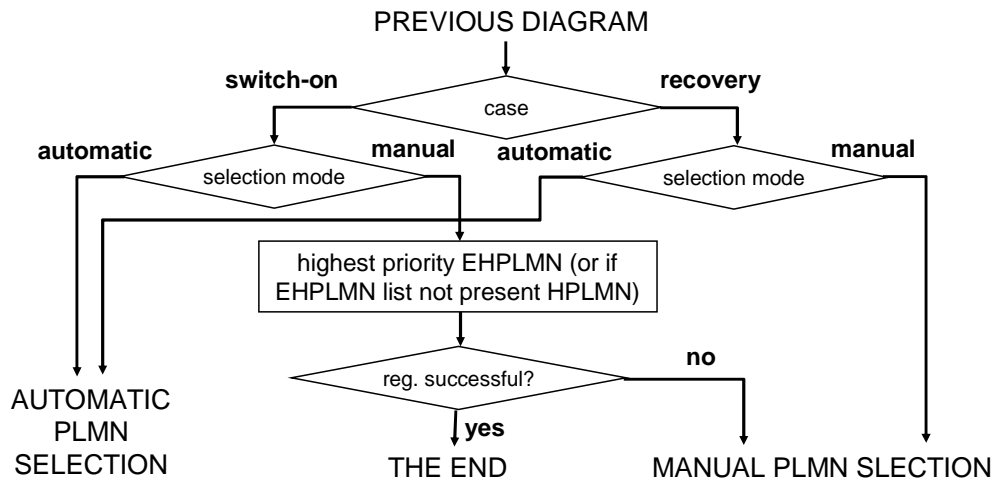 PREVIOUS DIAGRAM
switch-on
recovery
case
automatic
manual
automatic
manual
selection mode
selection mode
highest priority EHPLMN (or if
EHPLMN list not present HPLMN)
reg. successful?
no
yes
AUTOMATIC
PLMN
SELECTION
THE END
MANUAL PLMN SLECTION